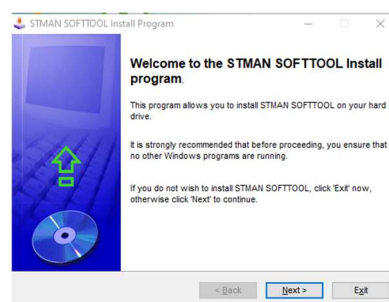 STMAN SOFTTOOL Install Program
Welcome to the STMAN SOFTTOOL Install
program.
This program allows you to install STMAN SOFTTOOL on your hard
drive.
It is strongly recommended that before proceeding, you ensure that
no other Windows programs are running.
If you do not wish to install STMAN SOFTTOOL, click 'Exit' now,
otherwise click 'Next' to continue.
< Back Next > Exit